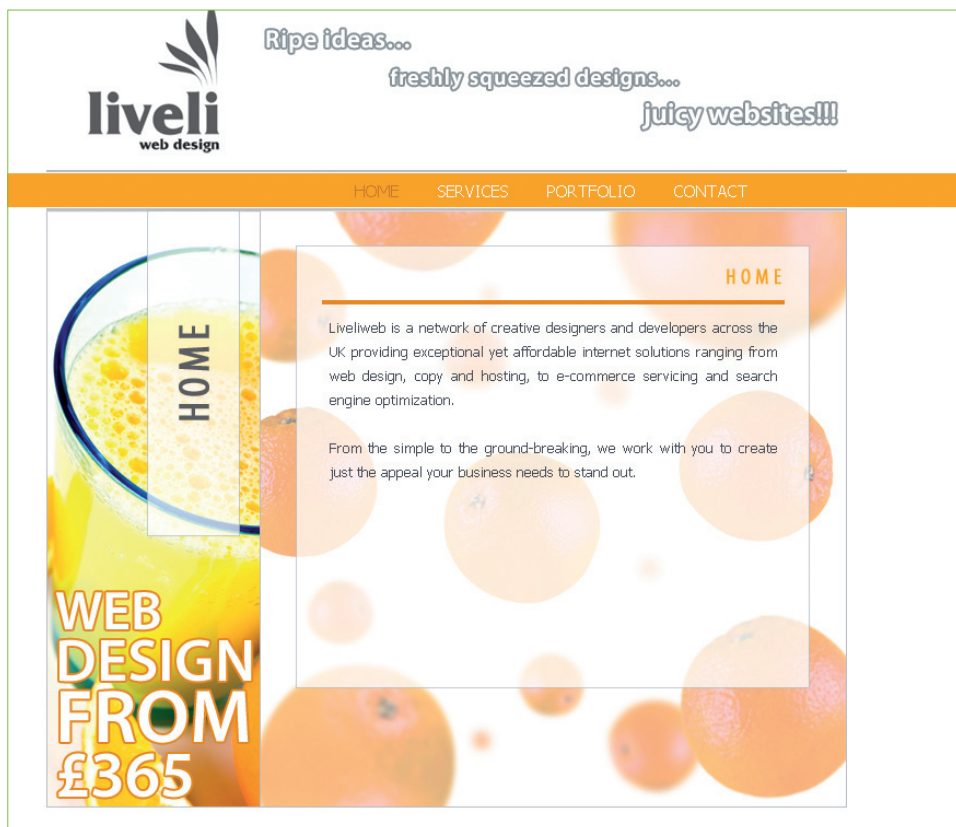 liveli
web design
Ripe ideas...
freshly squeezed designs...
juicy websites!!!
HOME SERVICES PORTFOLIO CONTACT
HOME
WEB
DESIGN
FROM
£365
HOME
Liveliweb is a network of creative designers and developers across the
UK providing exceptional yet affordable internet solutions ranging from
web design, copy and hosting, to e-commerce servicing and search
engine optimization.
From the simple to the ground-breaking, we work with you to create
just the appeal your business needs to stand out.